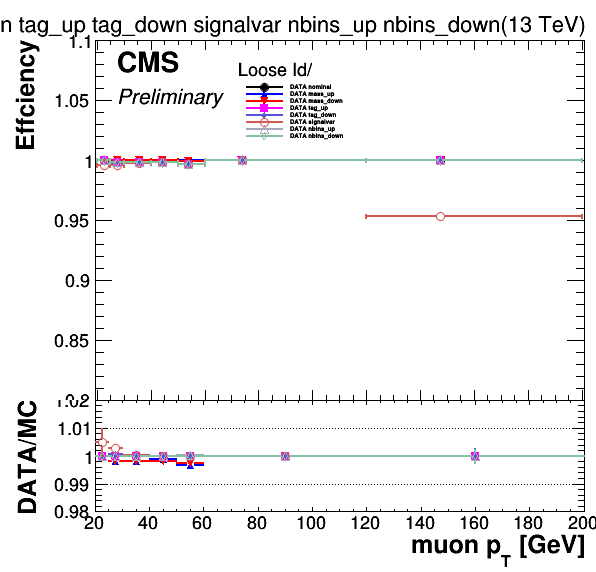 n tag_up tag_down signalvar nbins_up nbins_down(13 TeV)
CMS
Preliminary
Loose Id/
DATA nominal
DATA mass_up
DATA mass_down
DATA tag_up
DATA tag_down
DATA signalvar
DATA nbins_up
DATA nbins_down
Effciency
1.1
1.05
1
0.95
0.9
0.85
DATA/MC
1.02
1.01
1
0.99
0.98
20 40 60 80 100 120 140 160 180 200
muon pT [GeV]